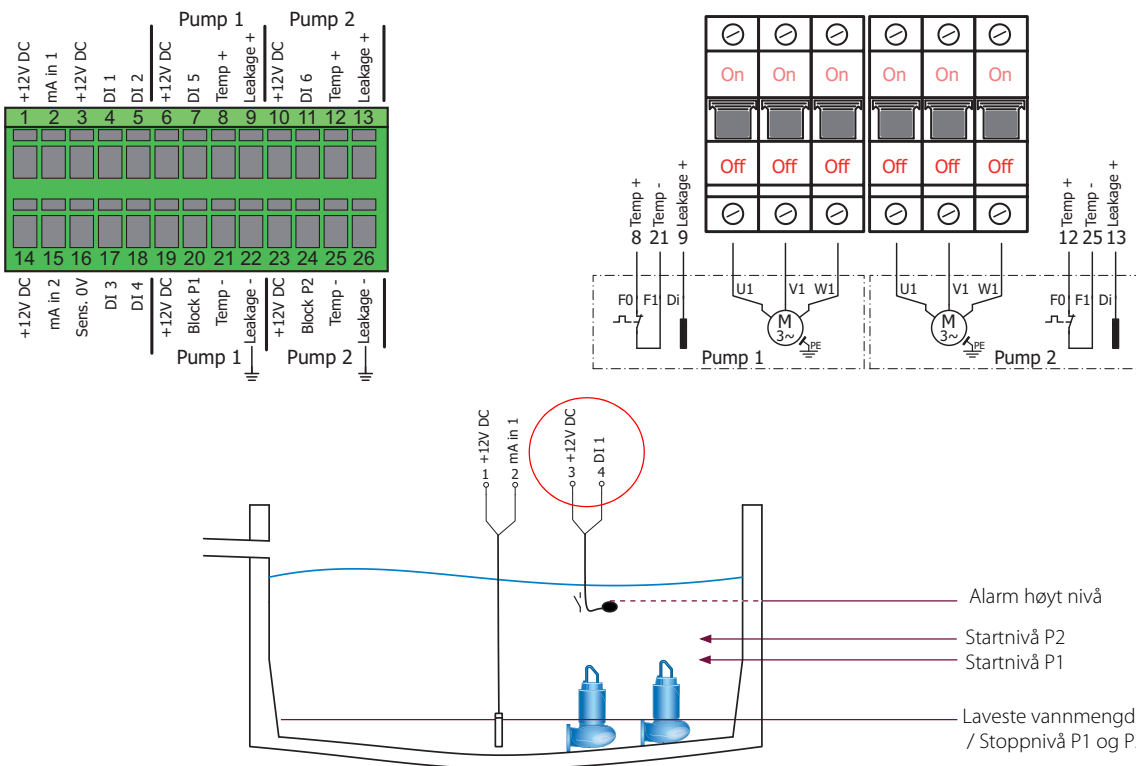 Pump 1 Pump 2
+12V DC mA in 1 +12V DC DI 1 DI 2 +12V DC DI 5 Temp + Leakage + +12V DC DI 6 Temp + Leakage +
1 2 3 4 5 6 7 8 9 10 11 12 13
14 15 16 17 18 19 20 21 22 23 24 25 26
+12V DC mA in 2 Sens. 0V DI 3 DI 4 +12V DC Block P1 Temp - Leakage - +12V DC Block P2 Temp - Leakage -
Pump 1 Pump 2
On On On On On On
Off Off Off Off Off Off
8 Temp + 21 Temp - 9 Leakage +
12 Temp + 25 Temp - 13 Leakage +
F0 F1 Di U1 V1 W1 U1 V1 W1 F0 F1 Di
M 3~ PE M 3~ PE
Pump 1 Pump 2
1 +12V DC 2 mA in 1 3 +12V DC 4 DI 1
Alarm høyt nivå
Startnivå P2
Startnivå P1
Laveste vannmengd
/ Stoppnivå P1 og P